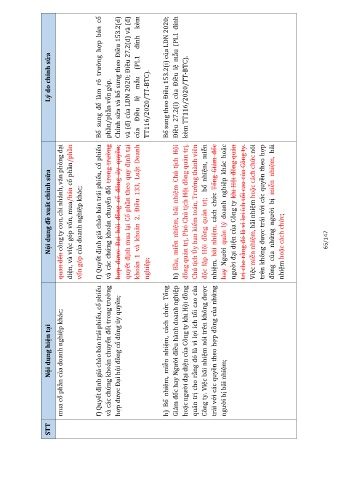 STT
Nội dung hiện tại
Nội dung đề xuất chỉnh sửa
Lý do chỉnh sửa
mua cổ phần của doanh nghiệp khác;
f) Quyết định giá chào bán trái phiếu, cổ phiếu
và các chứng khoán chuyển đổi trong trường
hợp được Đại hội đồng cổ đông ủy quyền;
h) Bổ nhiệm, miễn nhiệm, cách chức Tổng
Giám đốc hay Người điều hành doanh nghiệp
hoặc người đại diện của Công ty khi Hội đồng
quản trị cho rằng đó là vì lợi ích tối cao của
Công ty. Việc bãi nhiệm nói trên không được
trái với các quyền theo hợp đồng của những
người bị bãi nhiệm;
công ty con, chi nhánh, văn phòng đại
diện, và việc góp vốn, mua/bán cổ phần/phần
vốn góp của doanh nghiệp khác;
f) Quyết định giá chào bán trái phiếu, cổ phiếu
và các chứng khoán chuyển đổi trong trường
hợp được Đại hội đồng cổ đông ủy quyền,
quyết định mua lại Cổ phần theo quy định tại
khoản 1 và khoản 2, Điều 133, Luật Doanh
nghiệp;
h) Bầu, miễn nhiệm, bãi nhiệm Chủ tịch Hội
đồng quản trị, Phó Chủ tịch Hội đồng quản trị,
độc lập Hội đồng quản trị; bổ nhiệm, miễn
nhiệm, bãi nhiệm, cách chức Tổng Giám đốc
hay Người quản lý doanh nghiệp khác hoặc
người đại diện của Công ty khi Hội đồng quản
trị cho rằng đó là vì lợi ích tối cao của Công ty.
Việc miễn nhiệm, bãi nhiệm hoặc cách chức nói
trên không được trái với các quyền theo hợp
đồng của những người bị miễn nhiệm, bãi
nhiệm hoặc cách chức;
Bổ sung để làm rõ trường hợp bán cổ
phần/phần vốn góp.
Chỉnh sửa và bổ sung theo Điều 153.2(d)
và (đ) của LDN 2020; Điều 27.2(d) và (đ)
của Điều lệ mẫu (PL1 đính kèm
TT116/2020/TT-BTC).
Bổ sung theo Điều 153.2(i) của LDN 2020;
Điều 27.2(i) của Điều lệ mẫu (PL1 đính
kèm TT116/2020/TT-BTC).